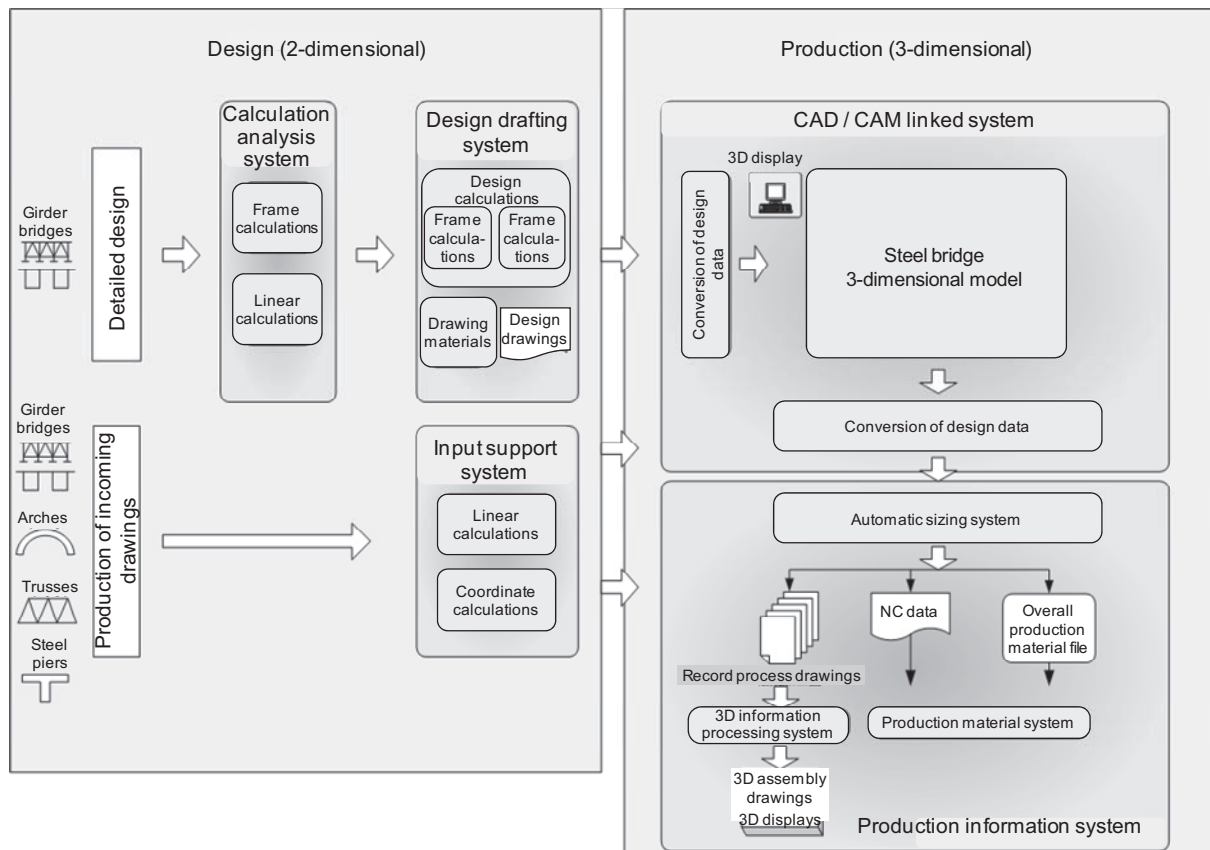 Design (2-dimensional)
Girder
bridges
Detailed design
Calculation
analysis
system
Frame
calculations
Linear
calculations
Design drafting
system
Design
calculations
Frame
calcula-
tions
Frame
calcula-
tions
Drawing
materials
Design
drawings
Girder
bridges
Arches
Trusses
Steel
piers
Production of incoming
drawings
Input support
system
Linear
calculations
Coordinate
calculations
Production (3-dimensional)
CAD / CAM linked system
Conversion of design
data
3D display
Steel bridge
3-dimensional model
Conversion of design data
Automatic sizing system
Record process drawings
NC data
Overall
production
material file
3D information
processing system
Production material system
3D assembly
drawings
3D displays
Production information system